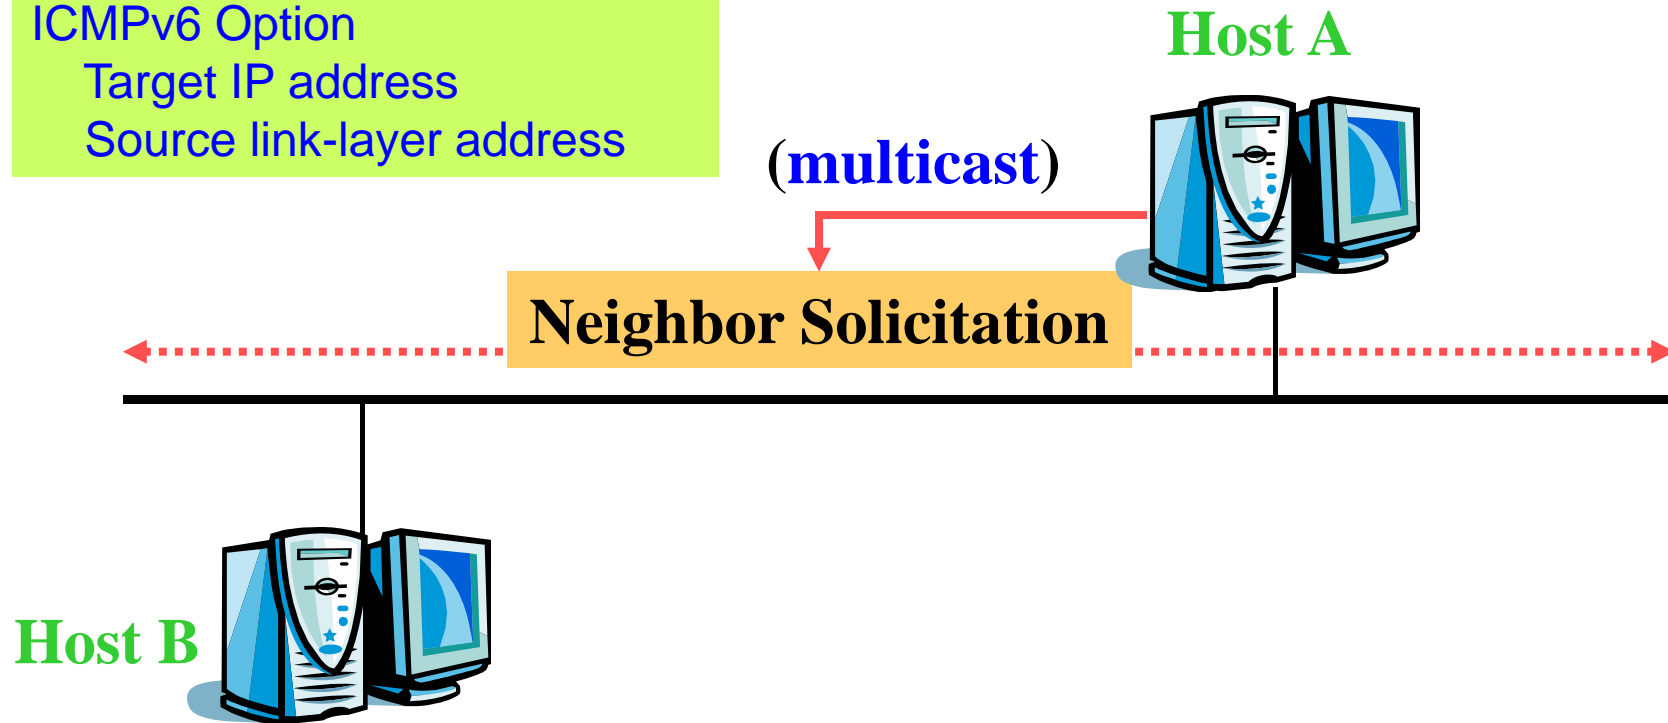 ICMPv6 Option
Target IP address
Source link-layer address
Host A
(multicast)
Neighbor Solicitation
Host B